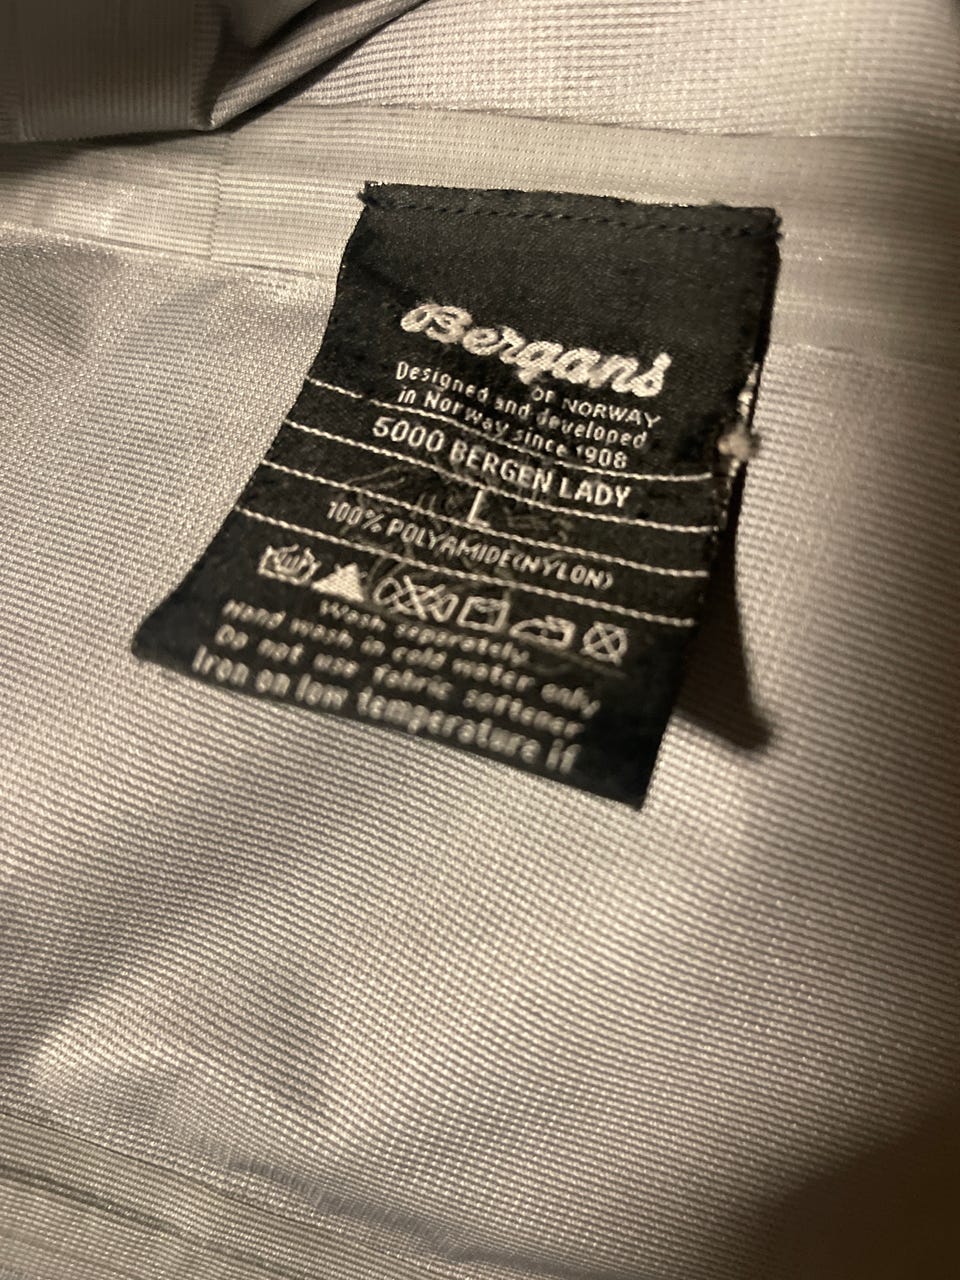 Bergans
OF NORWAY
Designed and developed
in Norway since 1908
5000 BERGEN LADY
L
100% POLYAMIDE(NYLON)
Wash separately.
Hand wash in cold water only
Do not use fabric softener
Iron on low temperature if